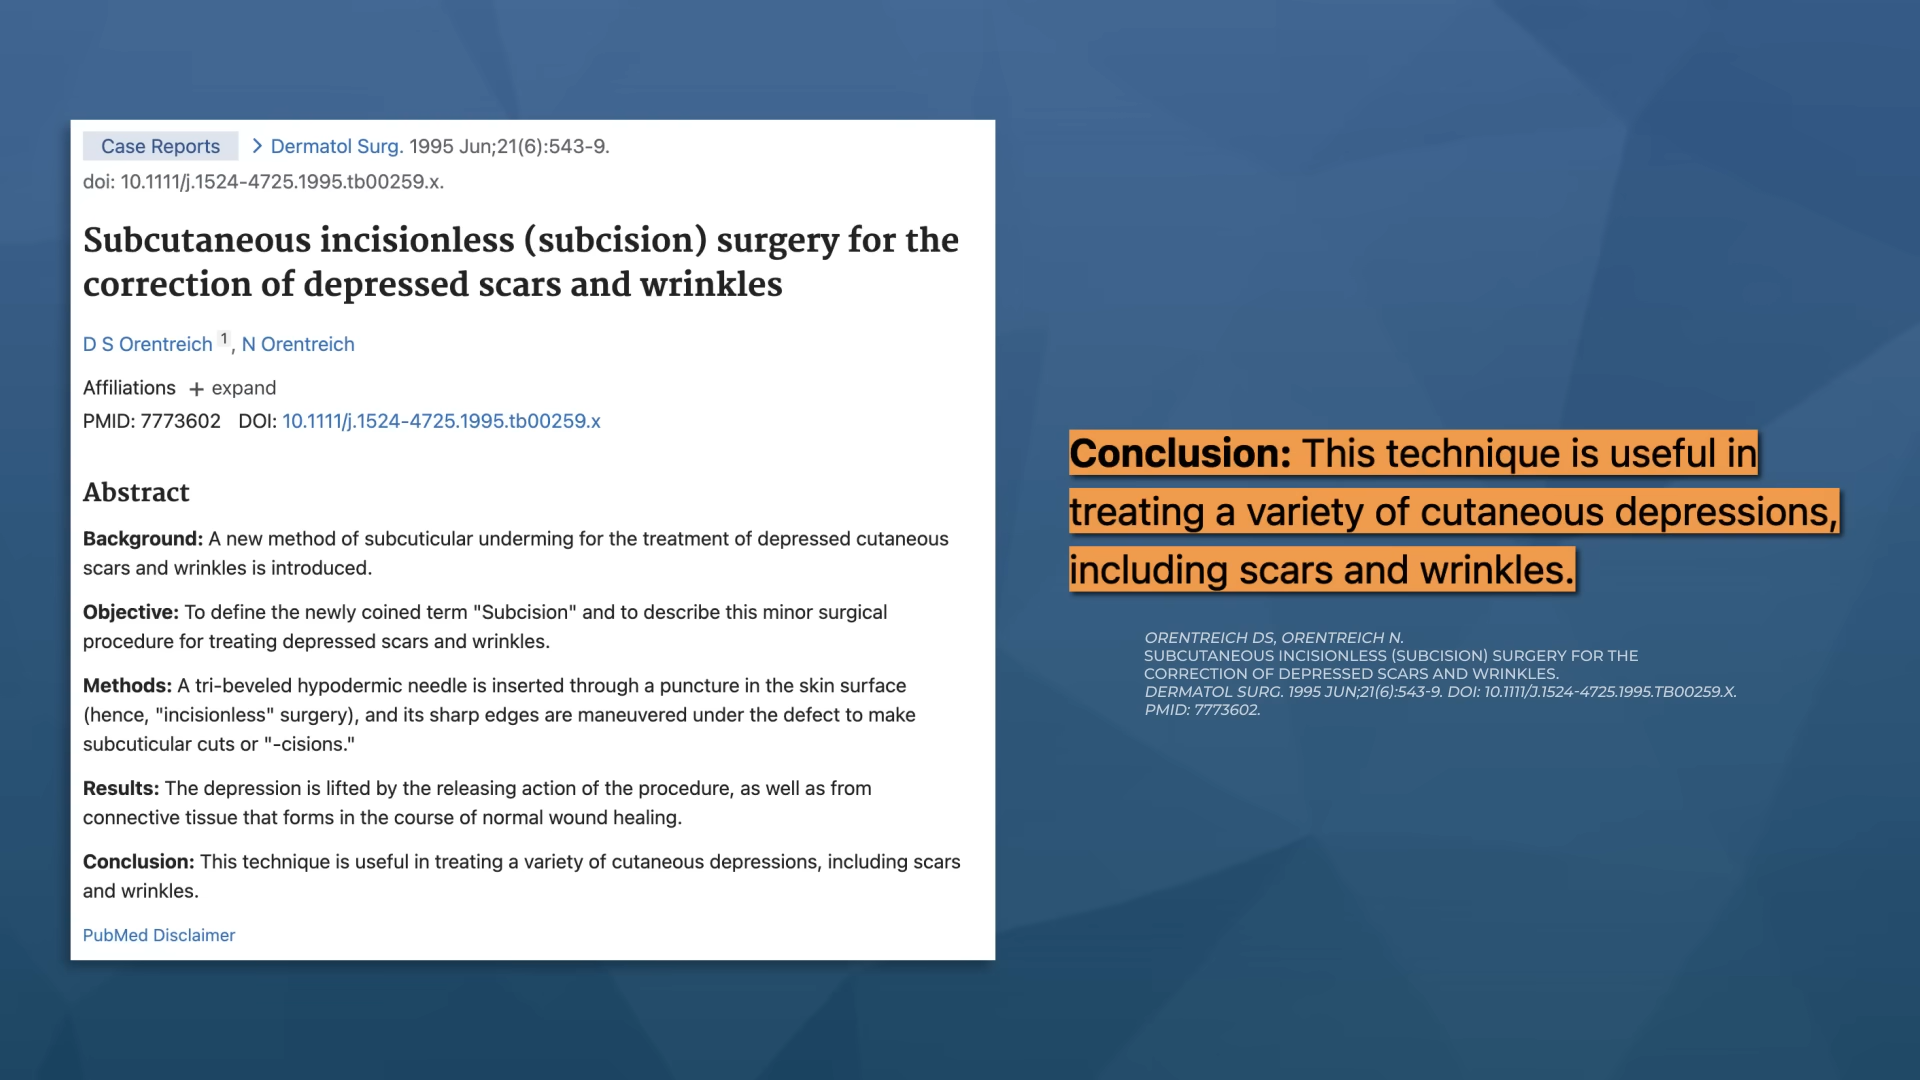 Case Reports > Dermatol Surg. 1995 Jun;21(6):543-9.
doi: 10.1111/j.1524-4725.1995.tb00259.x.
Subcutaneous incisionless (subcision) surgery for the
correction of depressed scars and wrinkles
D S Orentreich 1, N Orentreich
Affiliations + expand
PMID: 7773602 DOI: 10.1111/j.1524-4725.1995.tb00259.x
Abstract
Background: A new method of subcuticular underming for the treatment of depressed cutaneous
scars and wrinkles is introduced.
Objective: To define the newly coined term "Subcision" and to describe this minor surgical
procedure for treating depressed scars and wrinkles.
Methods: A tri-beveled hypodermic needle is inserted through a puncture in the skin surface
(hence, "incisionless" surgery), and its sharp edges are maneuvered under the defect to make
subcuticular cuts or "-cisions."
Results: The depression is lifted by the releasing action of the procedure, as well as from
connective tissue that forms in the course of normal wound healing.
Conclusion: This technique is useful in treating a variety of cutaneous depressions, including scars
and wrinkles.
PubMed Disclaimer
Conclusion: This technique is useful in
treating a variety of cutaneous depressions,
including scars and wrinkles.
ORENTREICH DS, ORENTREICH N.
SUBCUTANEOUS INCISIONLESS (SUBCISION) SURGERY FOR THE
CORRECTION OF DEPRESSED SCARS AND WRINKLES.
DERMATOL SURG. 1995 JUN;21(6):543-9. DOI: 10.1111/J.1524-4725.1995.TB00259.X.
PMID: 7773602.